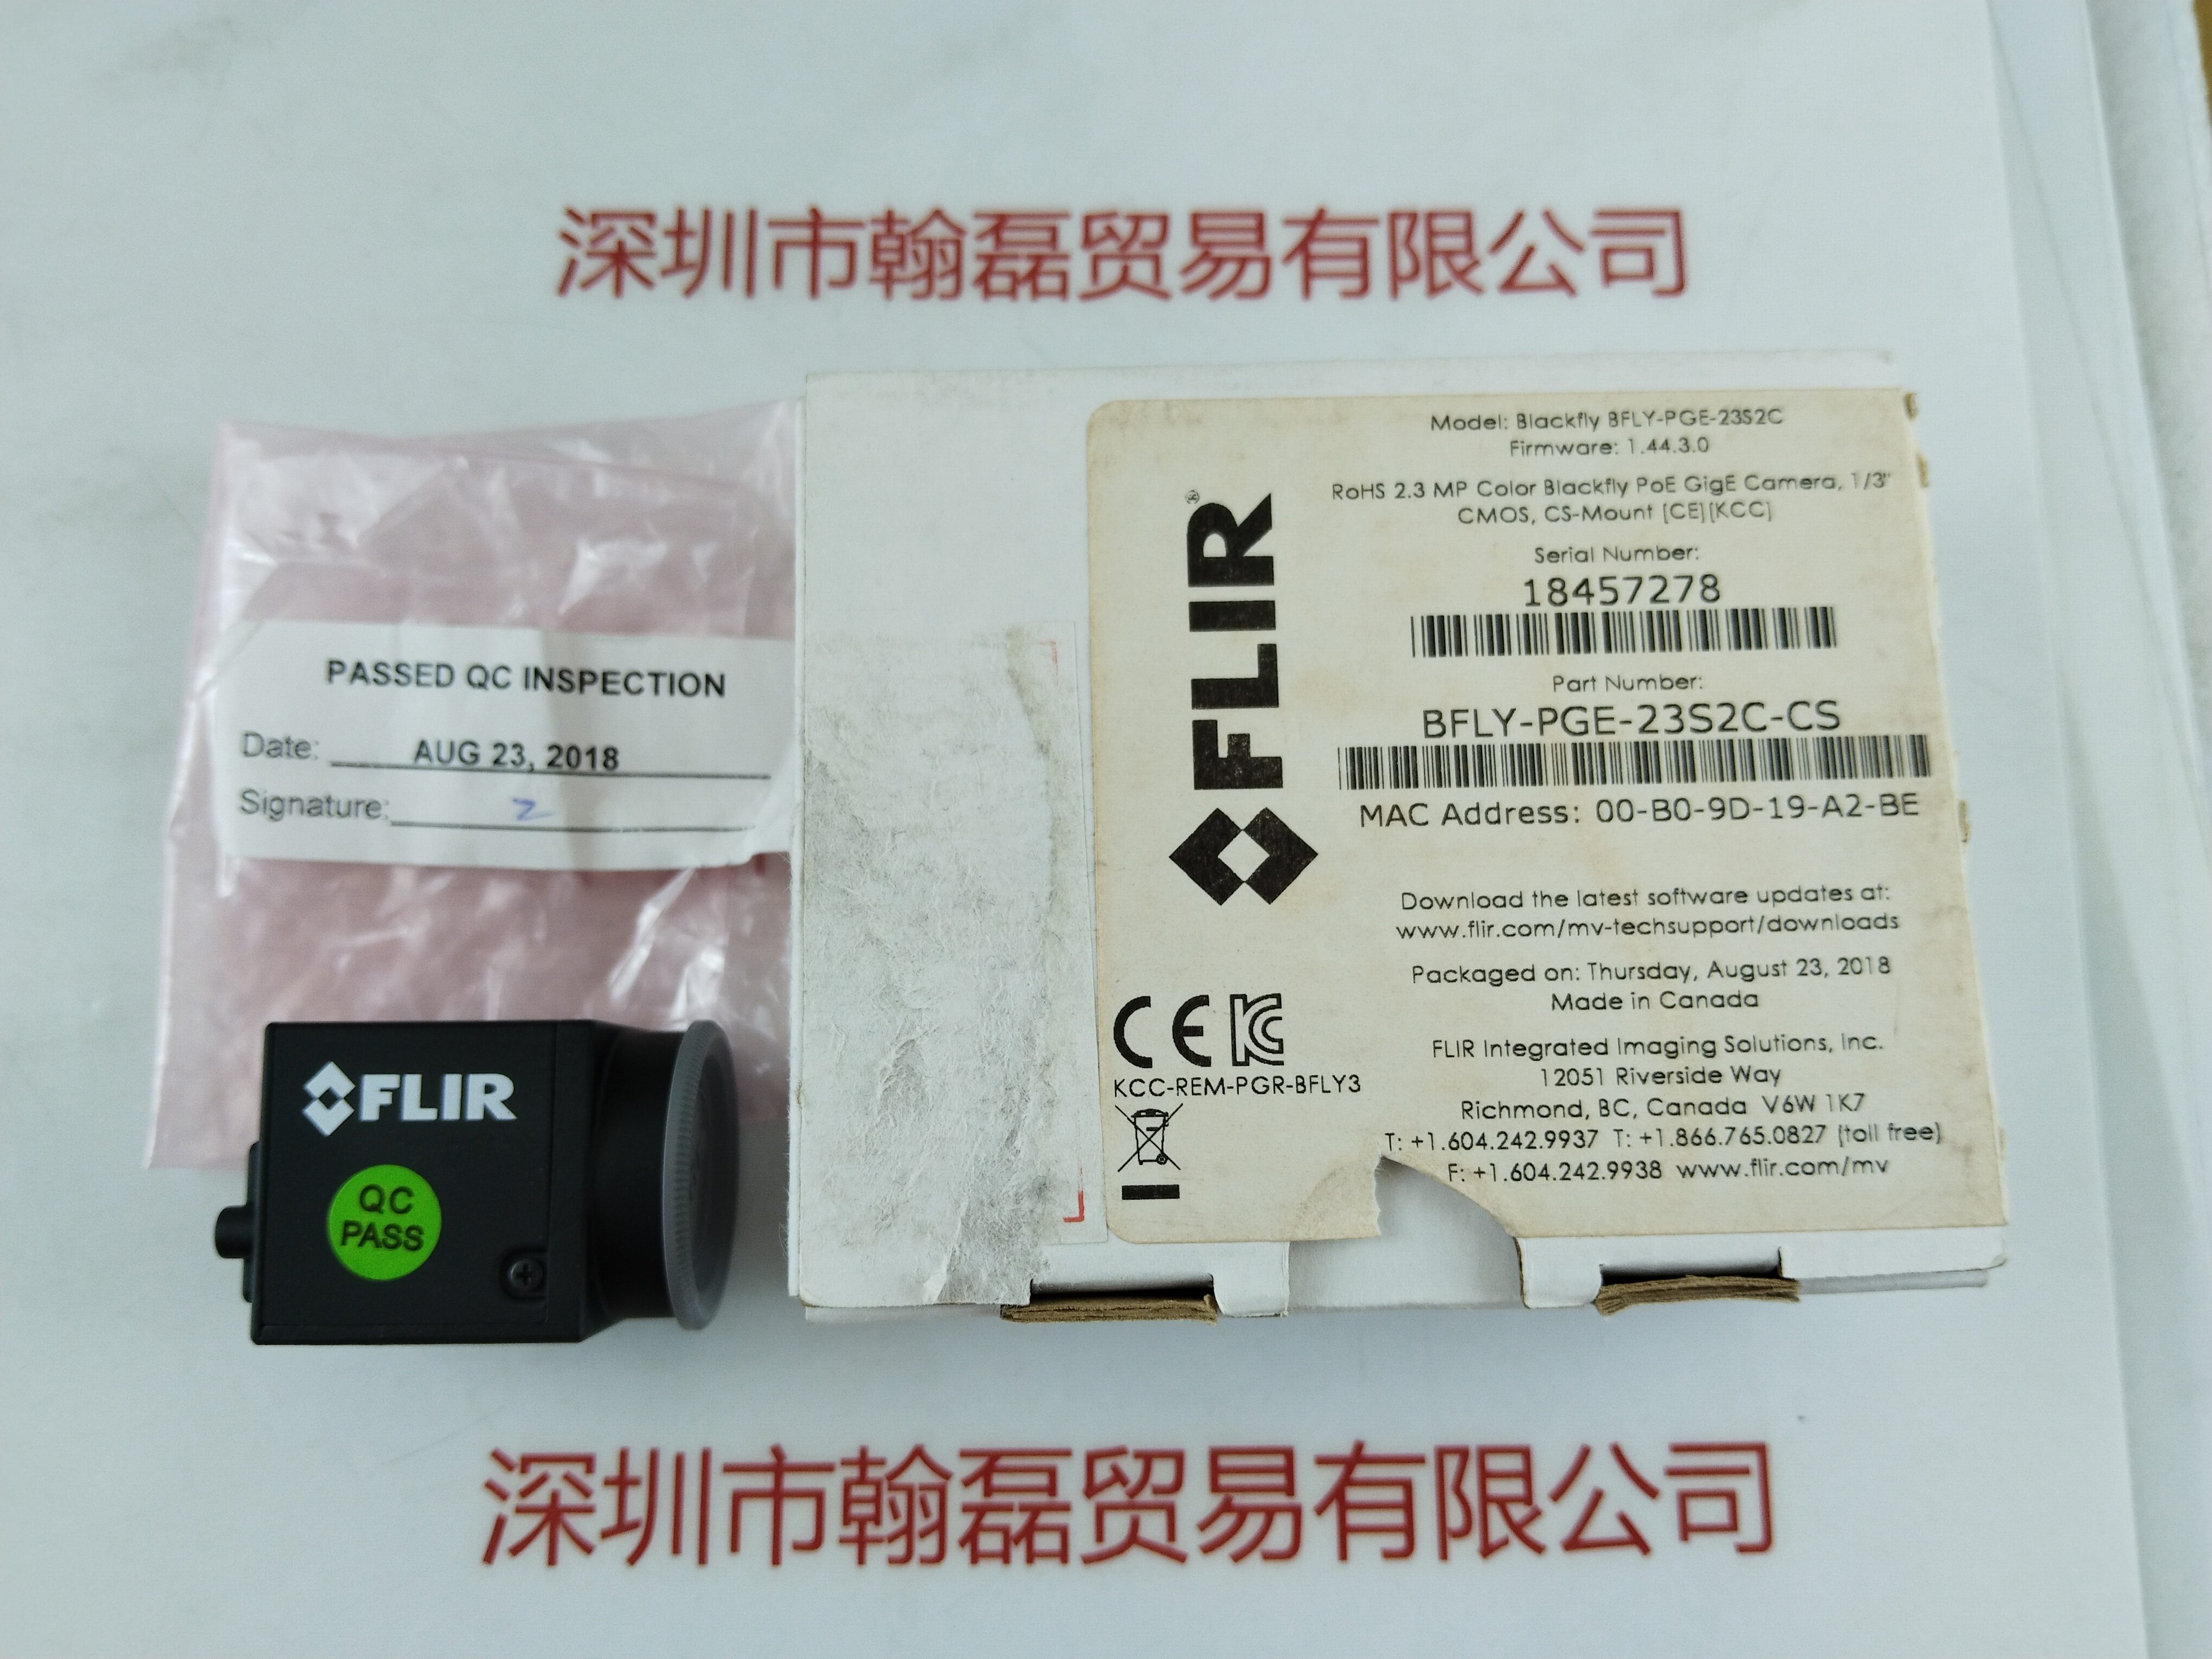 深圳市翰磊贸易有限公司
PASSED QC INSPECTION
Date: AUG 23, 2018
Signature: z
FLIR
QC
PASS
FLIR®
Model: Blackfly BFLY-PGE-23S2C
Firmware: 1.44.3.0
RoHS 2.3 MP Color Blackfly PoE GigE Camera, 1/3"
CMOS, CS-Mount [CE][KCC]
Serial Number:
18457278
Part Number:
BFLY-PGE-23S2C-CS
MAC Address: 00-B0-9D-19-A2-BE
Download the latest software updates at:
www.flir.com/mv-techsupport/downloads
Packaged on: Thursday, August 23, 2018
Made in Canada
CE KC
KCC-REM-PGR-BFLY3
FLIR Integrated Imaging Solutions, Inc.
12051 Riverside Way
Richmond, BC, Canada V6W 1K7
T: +1.604.242.9937 T: +1.866.765.0827 (toll free)
F: +1.604.242.9938 www.flir.com/mv
深圳市翰磊贸易有限公司